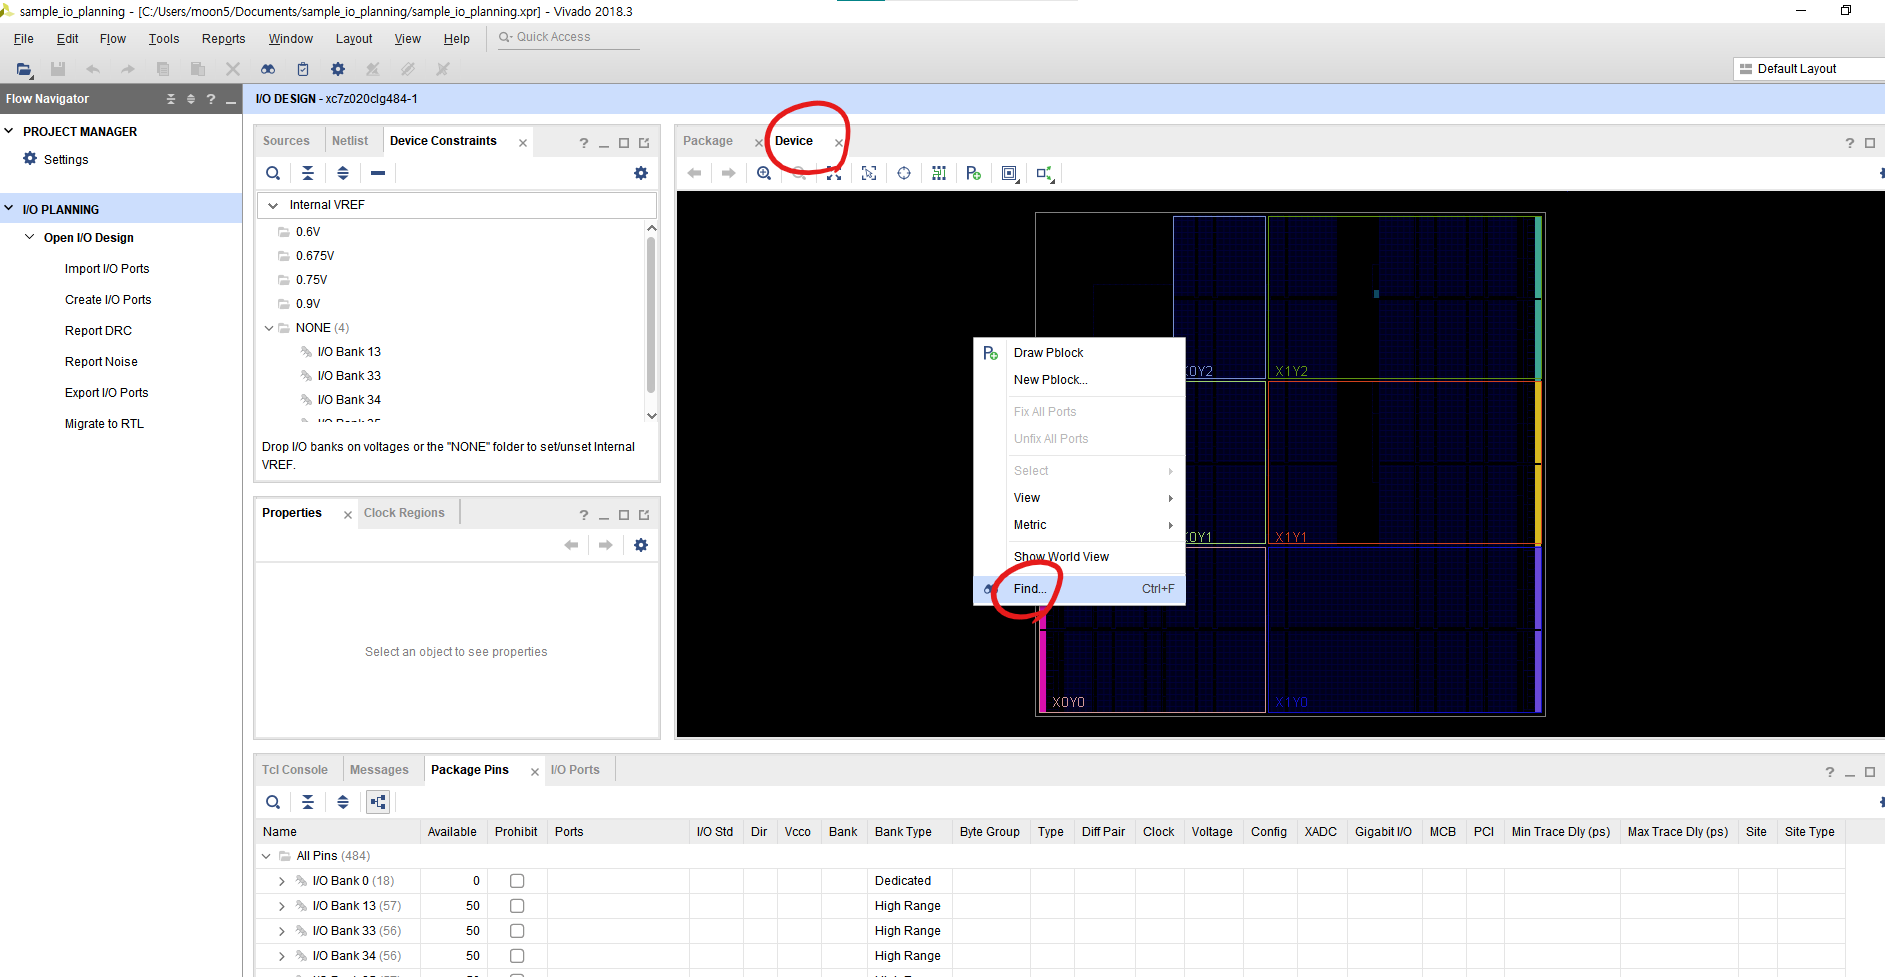 sample_io_planning - [C:/Users/moon5/Documents/sample_io_planning/sample_io_planning.xpr] - Vivado 2018.3
File Edit Flow Tools Reports Window Layout View Help Quick Access
Default Layout
Flow Navigator ? _
I/O DESIGN - xc7z020clg484-1
PROJECT MANAGER
Settings
I/O PLANNING
Open I/O Design
Import I/O Ports
Create I/O Ports
Report DRC
Report Noise
Export I/O Ports
Migrate to RTL
Sources Netlist Device Constraints ? _
Internal VREF
0.6V
0.675V
0.75V
0.9V
NONE (4)
I/O Bank 13
I/O Bank 33
I/O Bank 34
I/O Bank 35
Drop I/O banks on voltages or the "NONE" folder to set/unset Internal
VREF.
Properties Clock Regions ? _
Select an object to see properties
Package Device ?
X0Y2 X1Y2
X0Y1 X1Y1
X0Y0 X1Y0
Draw Pblock
New Pblock...
Fix All Ports
Unfix All Ports
Select
View
Metric
Show World View
Find... Ctrl+F
Tcl Console Messages Package Pins I/O Ports ? _
Name Available Prohibit Ports I/O Std Dir Vcco Bank Bank Type Byte Group Type Diff Pair Clock Voltage Config XADC Gigabit I/O MCB PCI Min Trace Dly (ps) Max Trace Dly (ps) Site Site Type
All Pins (484)
I/O Bank 0 (18) 0 Dedicated
I/O Bank 13 (57) 50 High Range
I/O Bank 33 (56) 50 High Range
I/O Bank 34 (56) 50 High Range